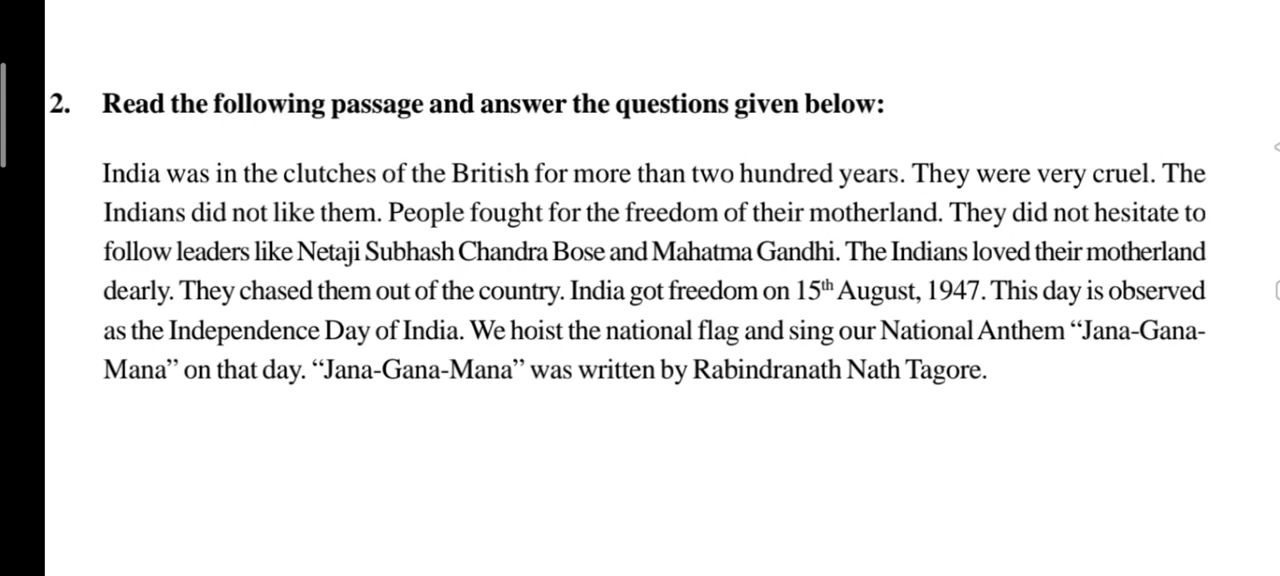 2. Read the following passage and answer the questions given below:
India was in the clutches of the British for more than two hundred years. They were very cruel. The
Indians did not like them. People fought for the freedom of their motherland. They did not hesitate to
follow leaders like Netaji Subhash Chandra Bose and Mahatma Gandhi. The Indians loved their motherland
dearly. They chased them out of the country. India got freedom on 15th August, 1947. This day is observed
as the Independence Day of India. We hoist the national flag and sing our National Anthem “Jana-Gana-
Mana” on that day. “Jana-Gana-Mana” was written by Rabindranath Nath Tagore.